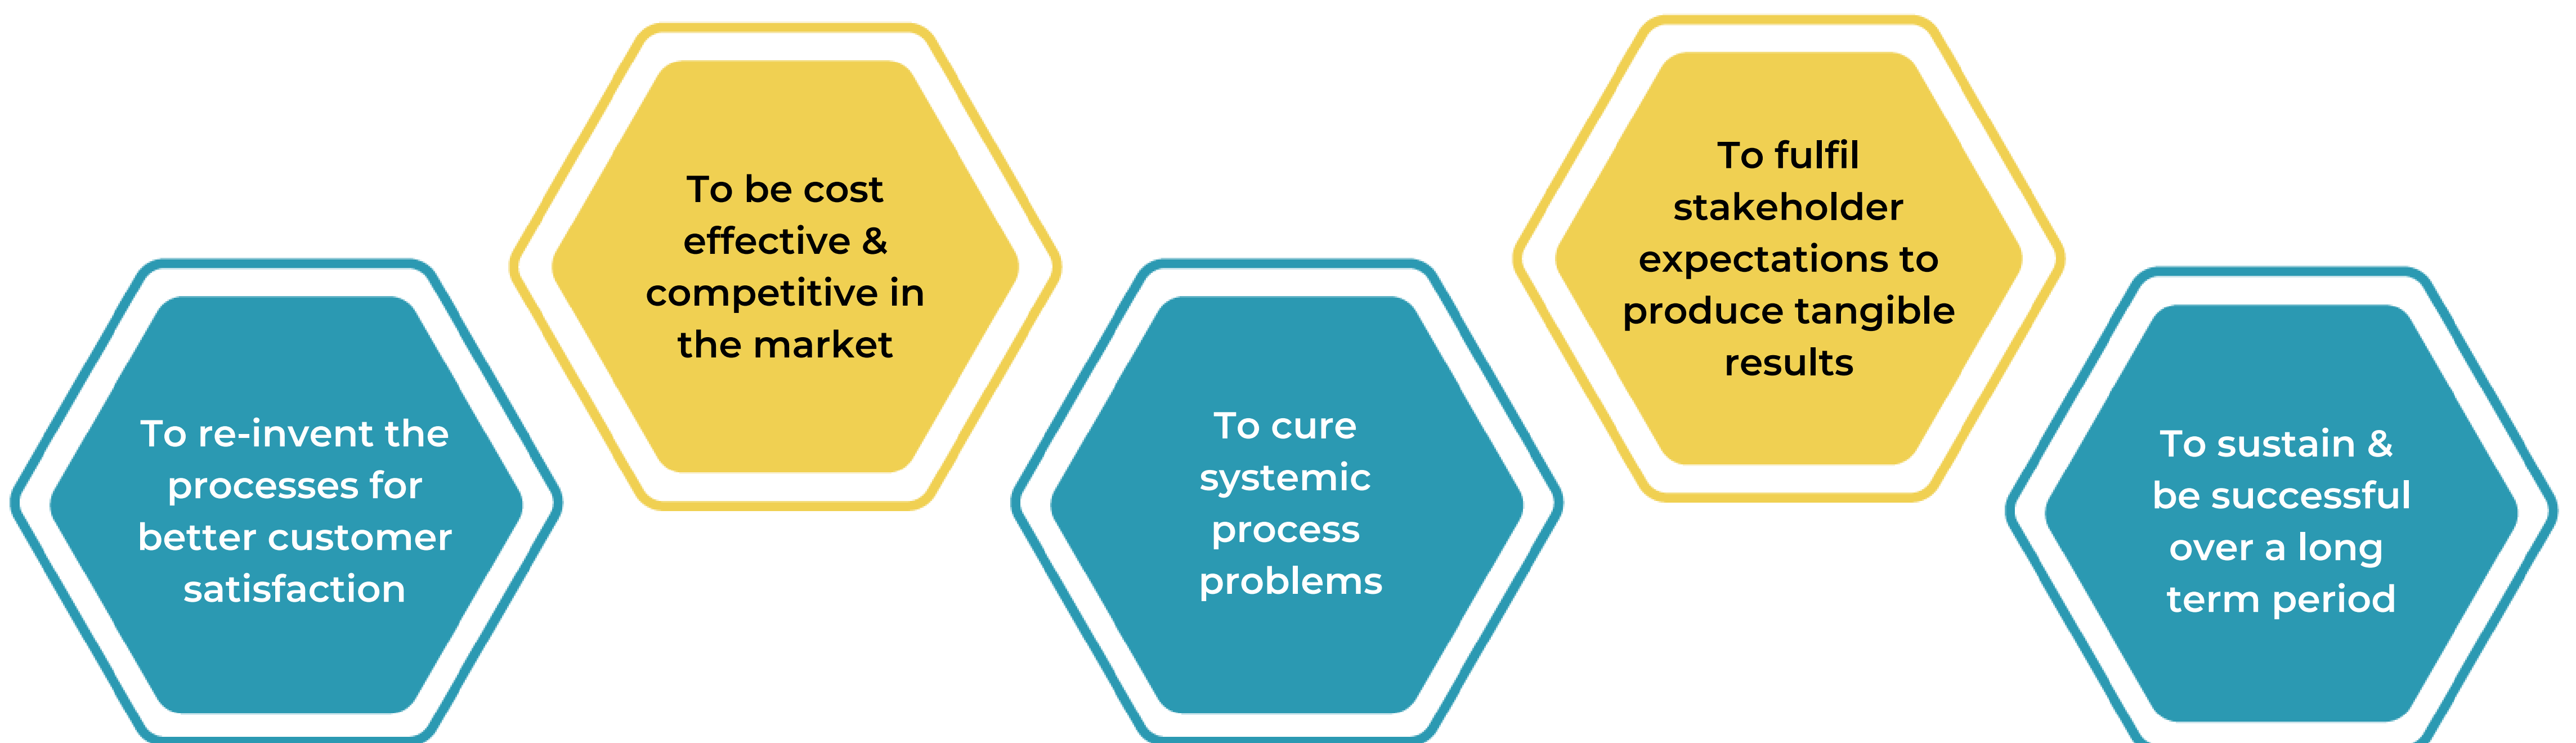 To re-invent the
processes for
better customer
satisfaction
To be cost
effective &
competitive in
the market
To cure
systemic
process
problems
To fulfil
stakeholder
expectations to
produce tangible
results
To sustain &
be successful
over a long
term period